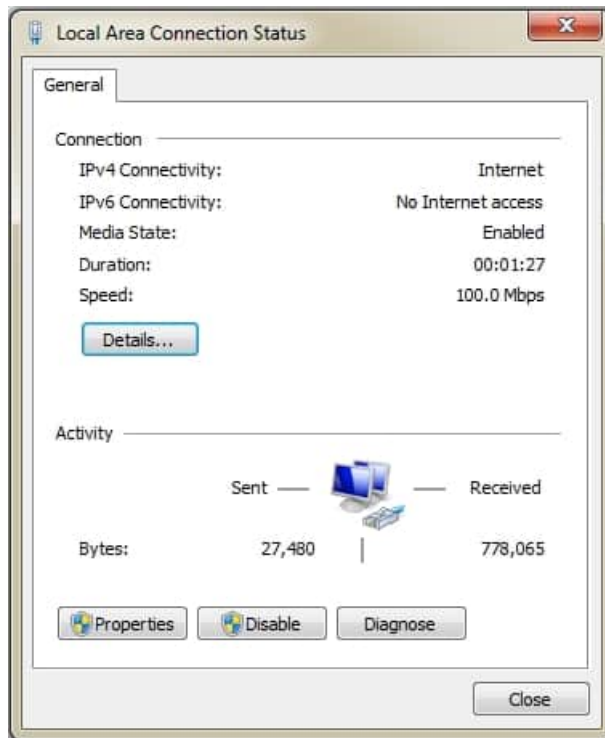 Local Area Connection Status
General
Connection
IPv4 Connectivity: Internet
IPv6 Connectivity: No Internet access
Media State: Enabled
Duration: 00:01:27
Speed: 100.0 Mbps
Details...
Activity
Sent Received
Bytes: 27,480 778,065
Properties Disable Diagnose
Close